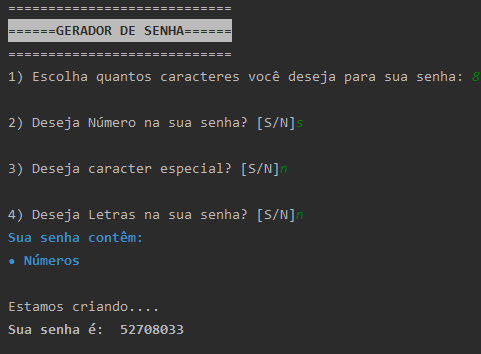 ============================
======GERADOR DE SENHA======
============================
1) Escolha quantos caracteres você deseja para sua senha: 8
2) Deseja Número na sua senha? [S/N]s
3) Deseja caracter especial? [S/N]n
4) Deseja Letras na sua senha? [S/N]n
Sua senha contêm:
• Números
Estamos criando....
Sua senha é:  52708033